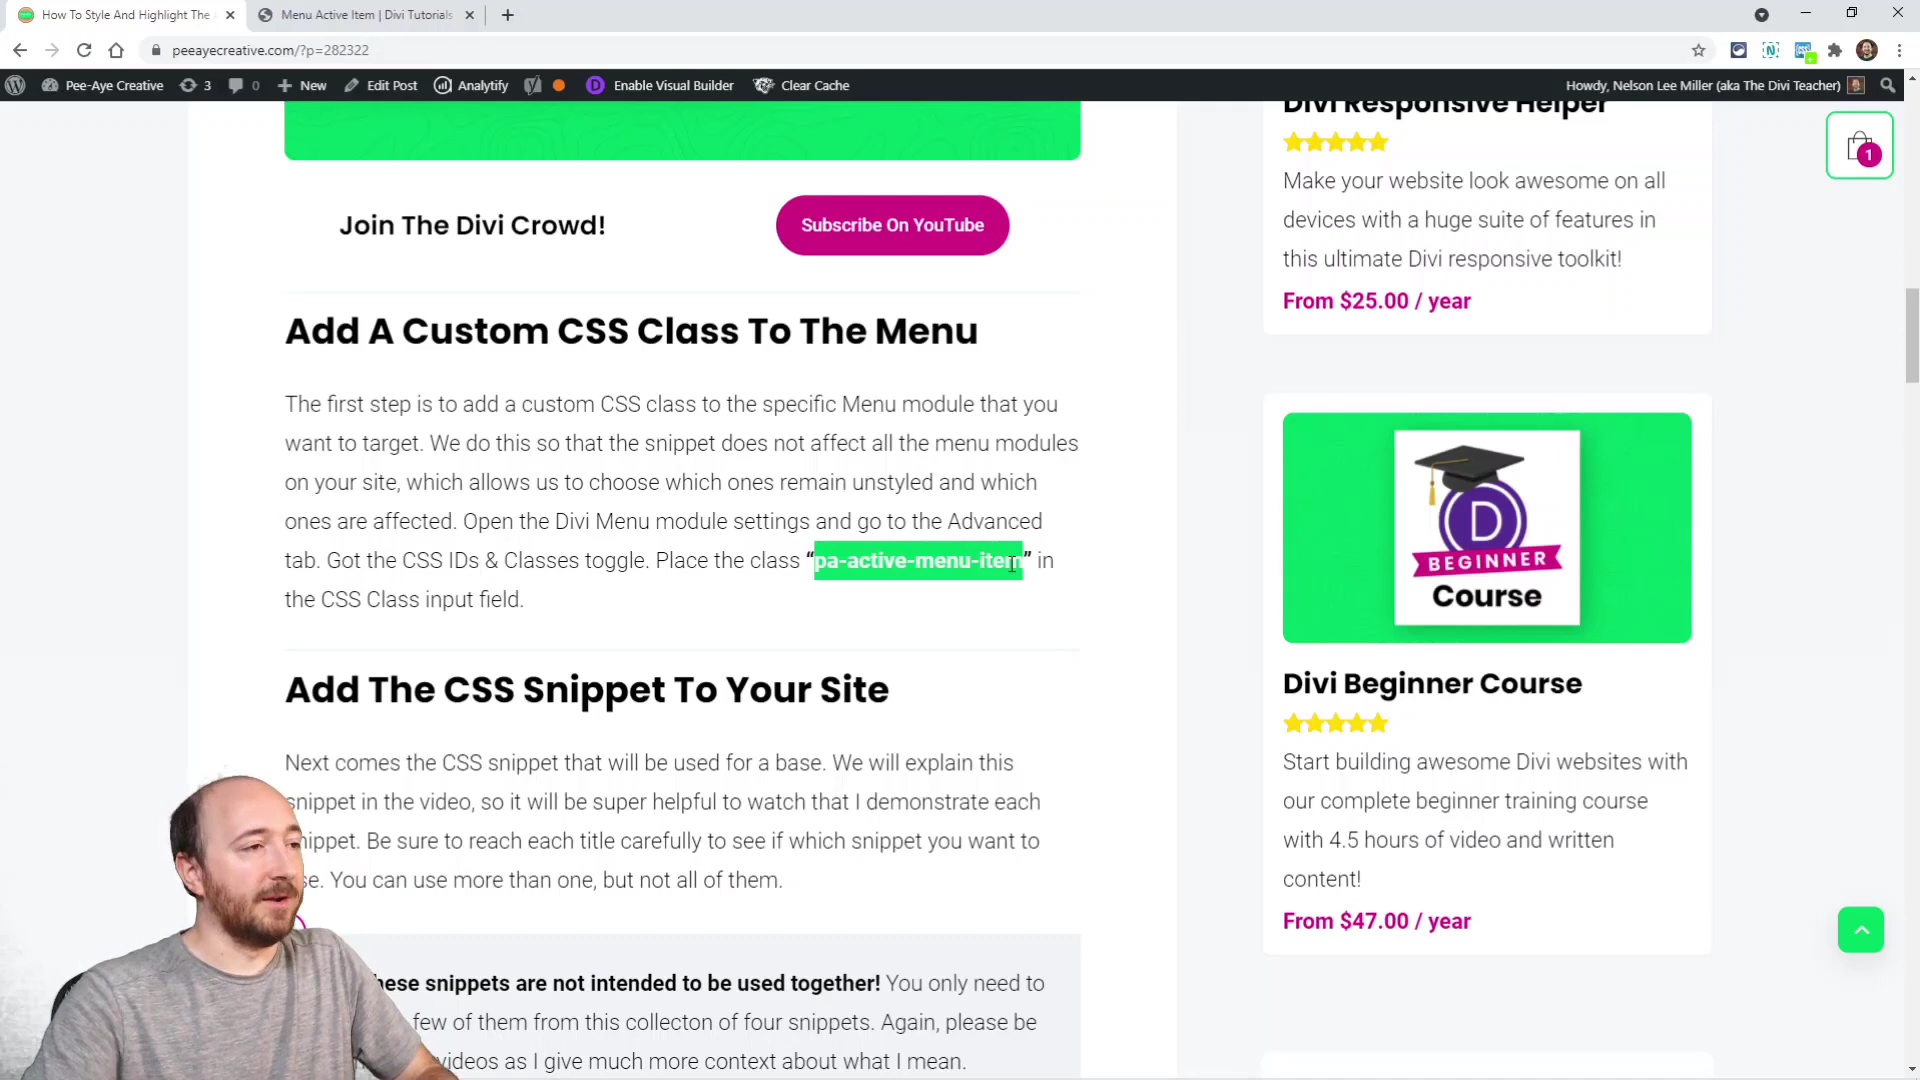 How To Style And Highlight The
Menu Active Item | Divi Tutorials
peeayecreative.com/?p=282322
Pee-Aye Creative
3
0
New
Edit Post
Analytify
Enable Visual Builder
Clear Cache
Howdy, Nelson Lee Miller (aka The Divi Teacher)
1
Join The Divi Crowd!
Subscribe On YouTube
Add A Custom CSS Class To The Menu
The first step is to add a custom CSS class to the specific Menu module that you
want to target. We do this so that the snippet does not affect all the menu modules
on your site, which allows us to choose which ones remain unstyled and which
ones are affected. Open the Divi Menu module settings and go to the Advanced
tab. Got the CSS IDs & Classes toggle. Place the class “pa-active-menu-item” in
the CSS Class input field.
Add The CSS Snippet To Your Site
Next comes the CSS snippet that will be used for a base. We will explain this
snippet in the video, so it will be super helpful to watch that I demonstrate each
snippet. Be sure to reach each title carefully to see if which snippet you want to
use. You can use more than one, but not all of them.
these snippets are not intended to be used together! You only need to
few of them from this collecton of four snippets. Again, please be
videos as I give much more context about what I mean.
Divi Responsive Helper
Make your website look awesome on all
devices with a huge suite of features in
this ultimate Divi responsive toolkit!
From $25.00 / year
D
BEGINNER
Course
Divi Beginner Course
Start building awesome Divi websites with
our complete beginner training course
with 4.5 hours of video and written
content!
From $47.00 / year